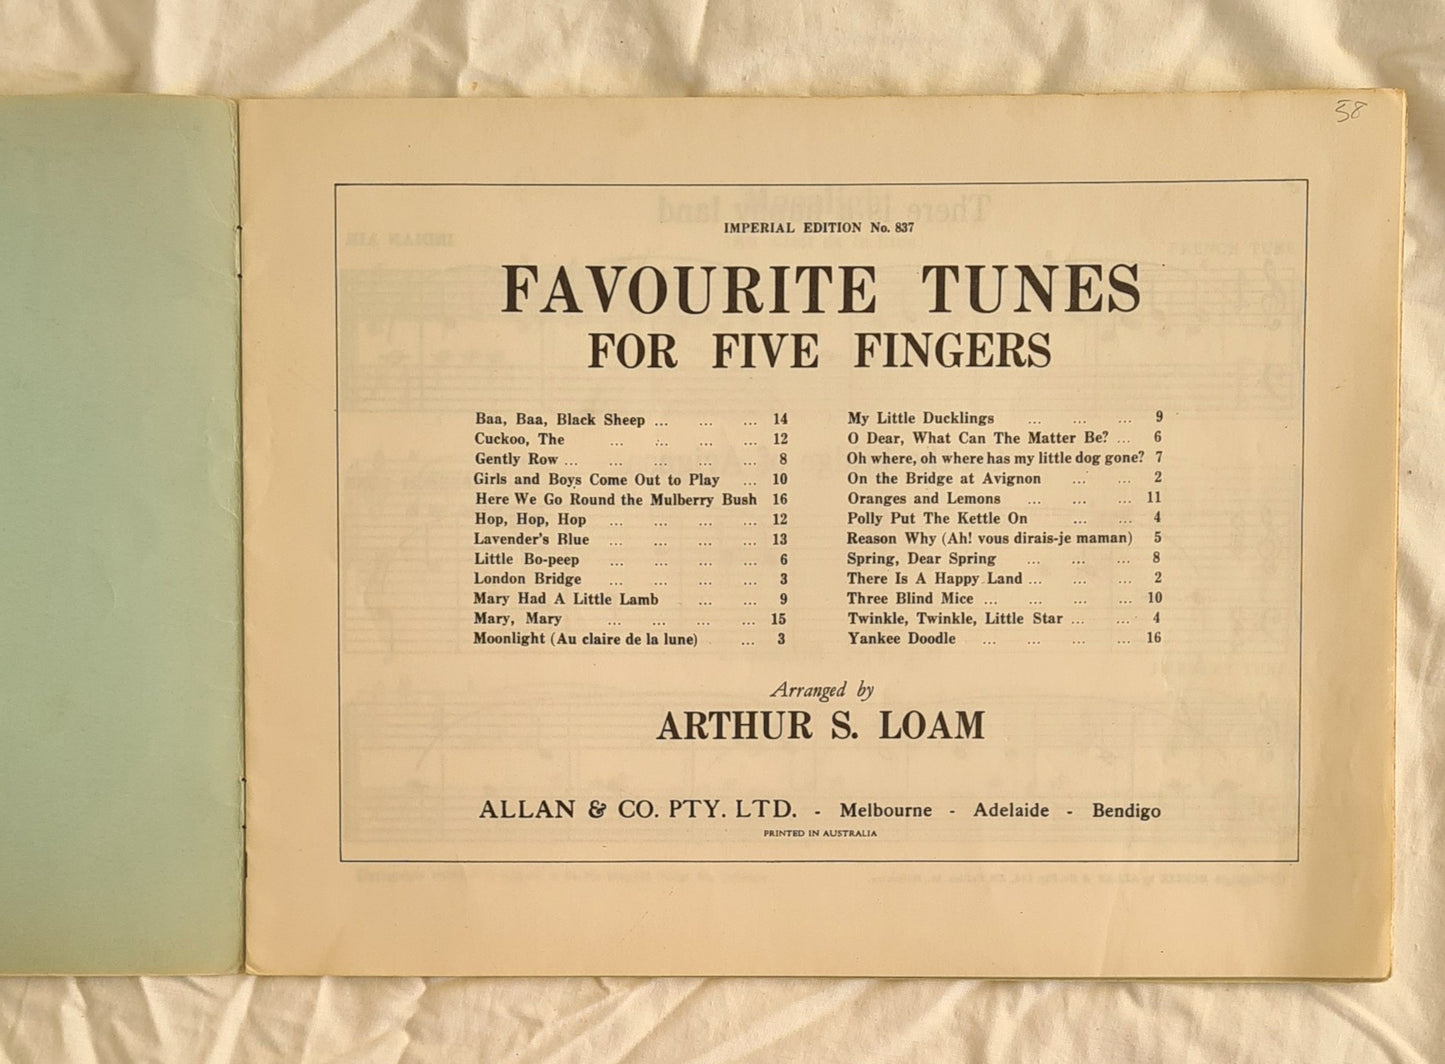 58
IMPERIAL EDITION No. 837
FAVOURITE TUNES
FOR FIVE FINGERS
Baa, Baa, Black Sheep ... ... ... 14
Cuckoo, The ... ... ... ... 12
Gently Row ... ... ... ... ... 8
Girls and Boys Come Out to Play ... 10
Here We Go Round the Mulberry Bush 16
Hop, Hop, Hop ... ... ... ... 12
Lavender's Blue ... ... ... ... 13
Little Bo-peep ... ... ... ... 6
London Bridge ... ... ... ... 3
Mary Had A Little Lamb ... ... 9
Mary, Mary ... ... ... ... 15
Moonlight (Au claire de la lune) ... 3
My Little Ducklings ... ... ... 9
O Dear, What Can The Matter Be? ... 6
Oh where, oh where has my little dog gone? 7
On the Bridge at Avignon ... ... 2
Oranges and Lemons ... ... ... 11
Polly Put The Kettle On ... ... 4
Reason Why (Ah! vous dirais-je maman) 5
Spring, Dear Spring ... ... ... 8
There Is A Happy Land ... ... ... 2
Three Blind Mice ... ... ... ... 10
Twinkle, Twinkle, Little Star ... ... 4
Yankee Doodle ... ... ... ... 16
Arranged by
ARTHUR S. LOAM
ALLAN & CO. PTY. LTD. - Melbourne - Adelaide - Bendigo
PRINTED IN AUSTRALIA